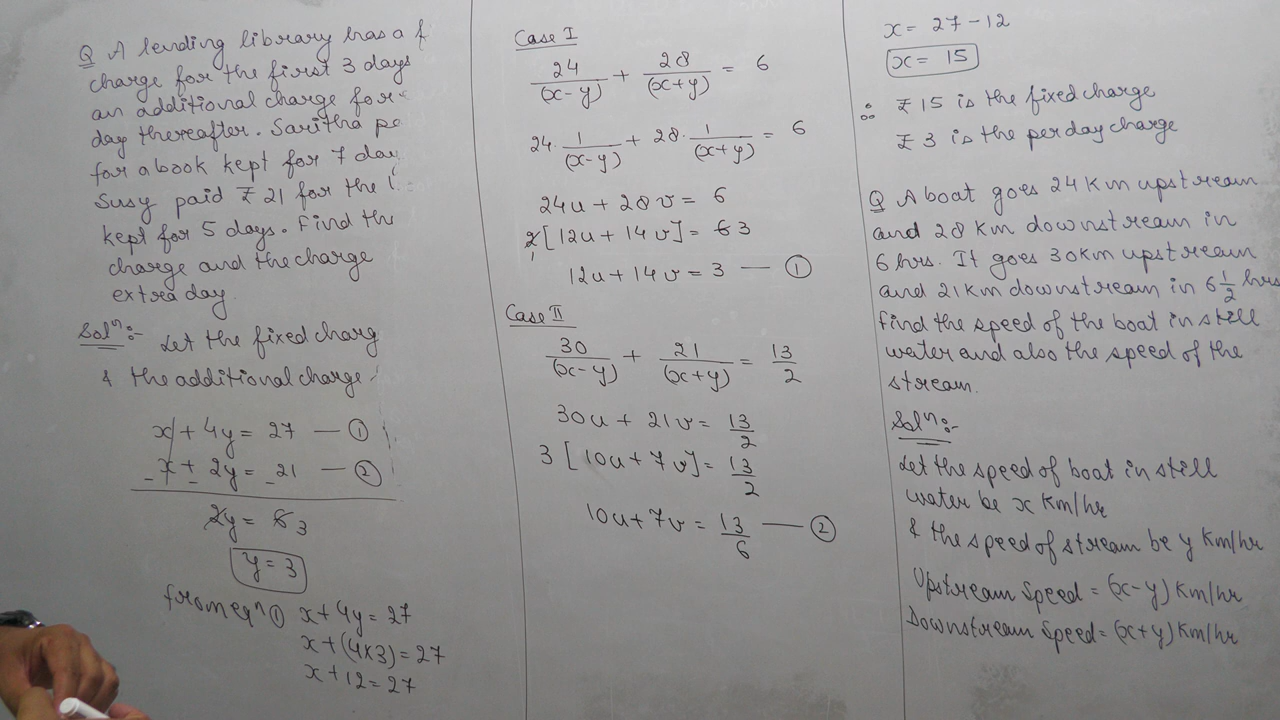 Q A lending library has a f
charge for the first 3 days
an additional charge for
day thereafter. Saritha pa
for a book kept for 7 day
Susy paid ₹ 21 for the
kept for 5 days. Find the
charge and the charge
extra day.
Solⁿ:- Let the fixed charg
& the additional charge
x + 4y = 27 — ①
x + 2y = 21 — ②
- - -
2y = 6 3
y = 3
from eqⁿ ① x + 4y = 27
x + (4x3) = 27
x + 12 = 27
Case I
24/(x-y) + 28/(x+y) = 6
24·1/(x-y) + 28·1/(x+y) = 6
24u + 28v = 6
2[12u + 14v] = 6 3
1
12u + 14v = 3 — ①
Case II
30/(x-y) + 21/(x+y) = 13/2
30u + 21v = 13/2
3[10u + 7v] = 13/2
10u + 7v = 13/6 — ②
x = 27 - 12
x = 15
∴ ₹ 15 is the fixed charge
₹ 3 is the per day charge
Q A boat goes 24 Km upstream
and 28 Km downstream in
6 hrs. It goes 30km upstream
and 21Km downstream in 6 1/2 hrs
find the speed of the boat in still
water and also the speed of the
stream.
Solⁿ:-
Let the speed of boat in still
water be x Km/hr
& the speed of stream be y Km/hr
Upstream Speed = (x-y) Km/hr
Downstream Speed = (x+y) Km/hr